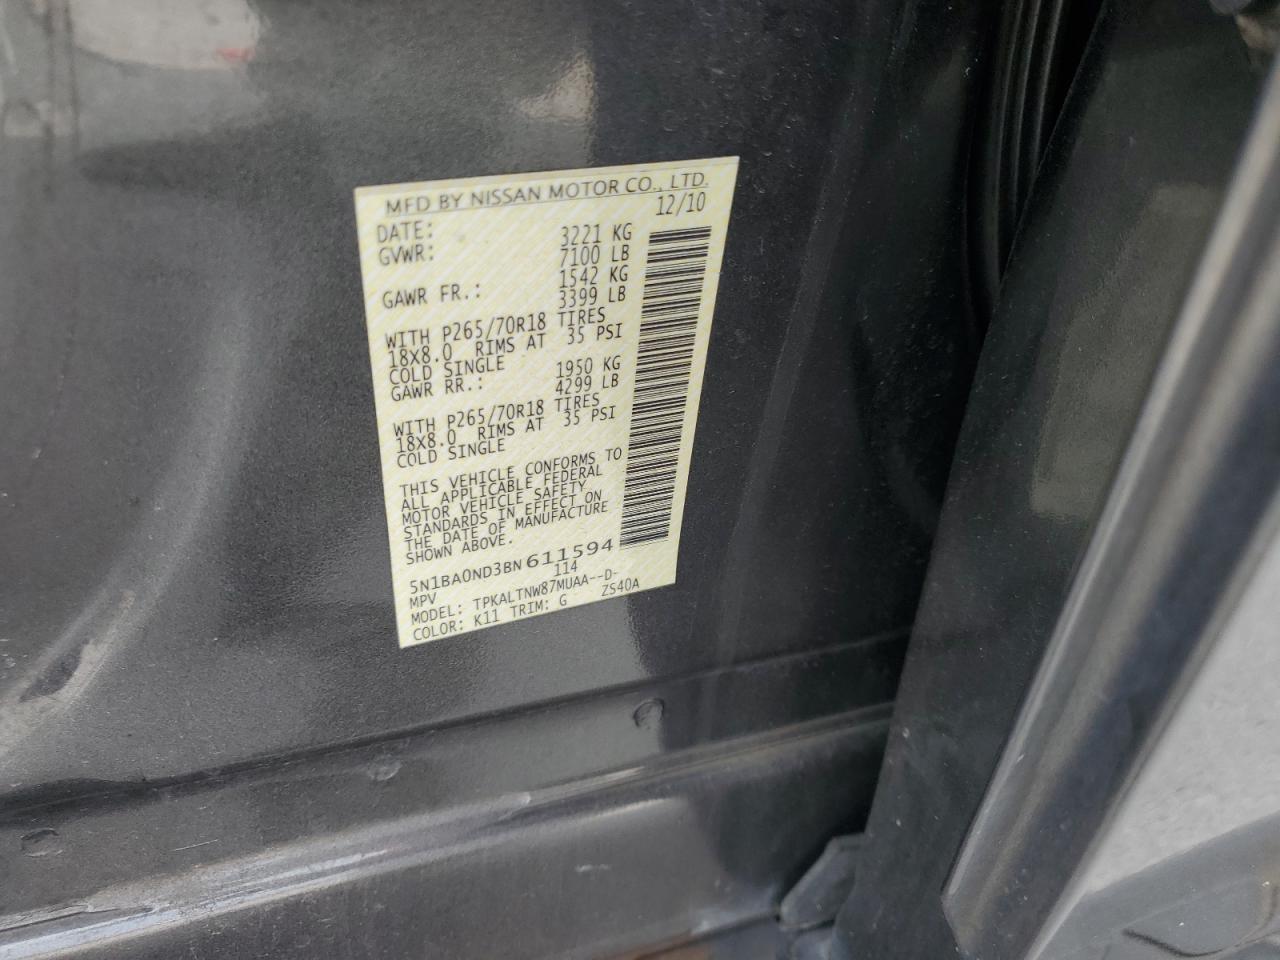 MFD BY NISSAN MOTOR CO., LTD.
DATE: 12/10
GVWR: 3221 KG
7100 LB
GAWR FR.: 1542 KG
3399 LB
WITH P265/70R18 TIRES
18X8.0 RIMS AT 35 PSI
COLD SINGLE
GAWR RR.: 1950 KG
4299 LB
WITH P265/70R18 TIRES
18X8.0 RIMS AT 35 PSI
COLD SINGLE
THIS VEHICLE CONFORMS TO
ALL APPLICABLE FEDERAL
MOTOR VEHICLE SAFETY
STANDARDS IN EFFECT ON
THE DATE OF MANUFACTURE
SHOWN ABOVE.
5N1BA0ND3BN611594
MPV 114
MODEL: TPKALTNW87MUAA--D-
COLOR: K11 TRIM: G ZS40A